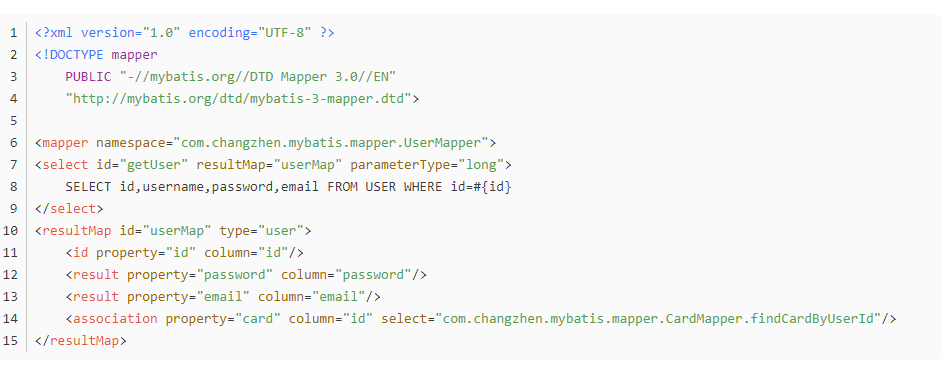 1 <?xml version="1.0" encoding="UTF-8" ?>
2 <!DOCTYPE mapper
3     PUBLIC "-//mybatis.org//DTD Mapper 3.0//EN"
4     "http://mybatis.org/dtd/mybatis-3-mapper.dtd">
5
6 <mapper namespace="com.changzhen.mybatis.mapper.UserMapper">
7 <select id="getUser" resultMap="userMap" parameterType="long">
8     SELECT id,username,password,email FROM USER WHERE id=#{id}
9 </select>
10 <resultMap id="userMap" type="user">
11     <id property="id" column="id"/>
12     <result property="password" column="password"/>
13     <result property="email" column="email"/>
14     <association property="card" column="id" select="com.changzhen.mybatis.mapper.CardMapper.findCardByUserId"/>
15 </resultMap>